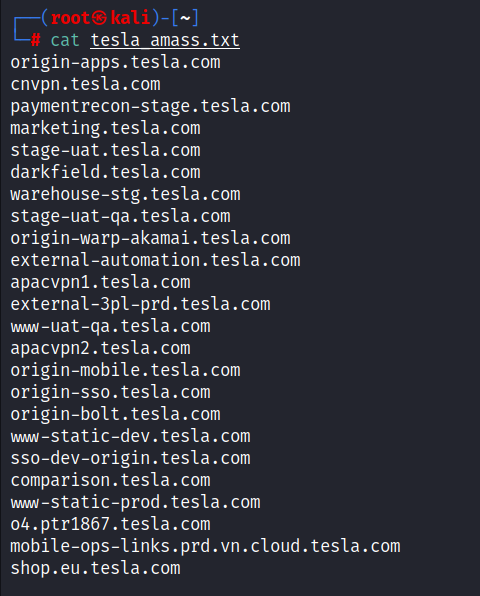 ┌──(root㉿kali)-[~]
└─# cat tesla_amass.txt
origin-apps.tesla.com
cnvpn.tesla.com
paymentrecon-stage.tesla.com
marketing.tesla.com
stage-uat.tesla.com
darkfield.tesla.com
warehouse-stg.tesla.com
stage-uat-qa.tesla.com
origin-warp-akamai.tesla.com
external-automation.tesla.com
apacvpn1.tesla.com
external-3pl-prd.tesla.com
www-uat-qa.tesla.com
apacvpn2.tesla.com
origin-mobile.tesla.com
origin-sso.tesla.com
origin-bolt.tesla.com
www-static-dev.tesla.com
sso-dev-origin.tesla.com
comparison.tesla.com
www-static-prod.tesla.com
o4.ptr1867.tesla.com
mobile-ops-links.prd.vn.cloud.tesla.com
shop.eu.tesla.com